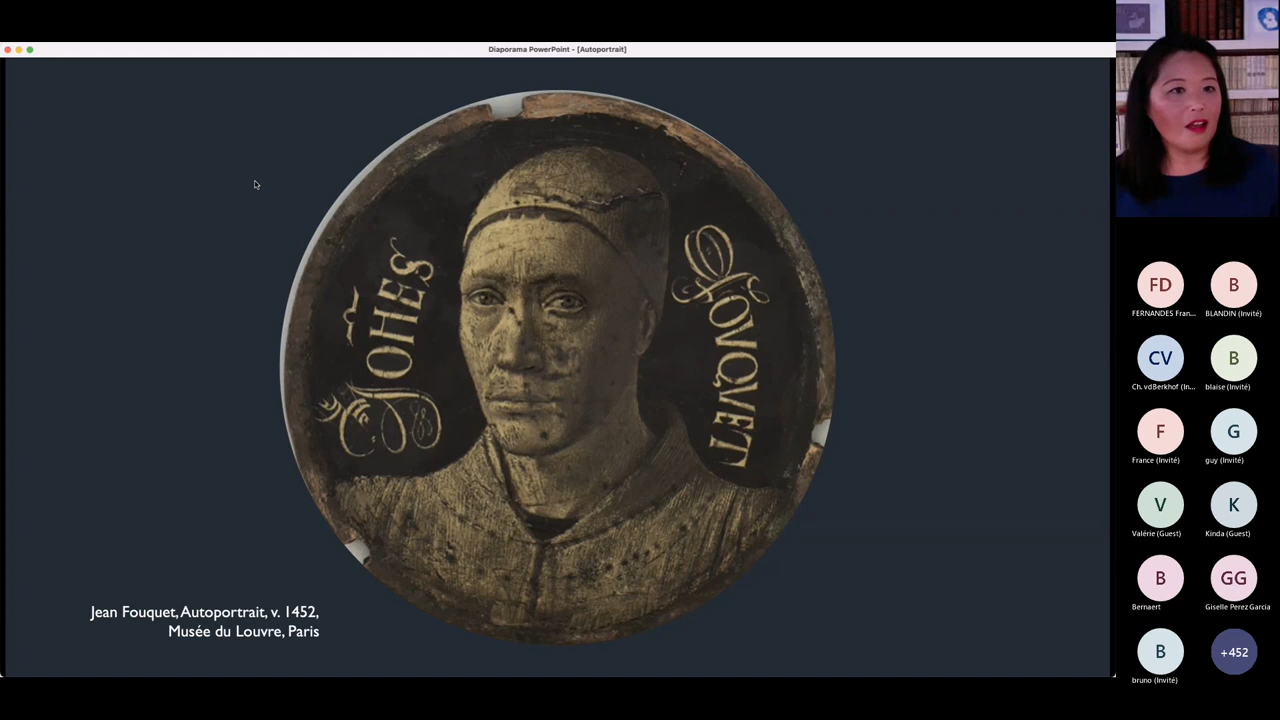 Diaporama PowerPoint - [Autoportrait]
JOHES
FOVQVET
Jean Fouquet, Autoportrait, v. 1452,
Musée du Louvre, Paris
FD
B
FERNANDES Fran...
BLANDIN (Invité)
CV
B
Ch. vdBerkhof (In...
blaise (Invité)
F
G
France (Invité)
guy (Invité)
V
K
Valérie (Guest)
Kinda (Guest)
B
GG
Bernaert
Giselle Perez Garcia
B
+452
bruno (Invité)